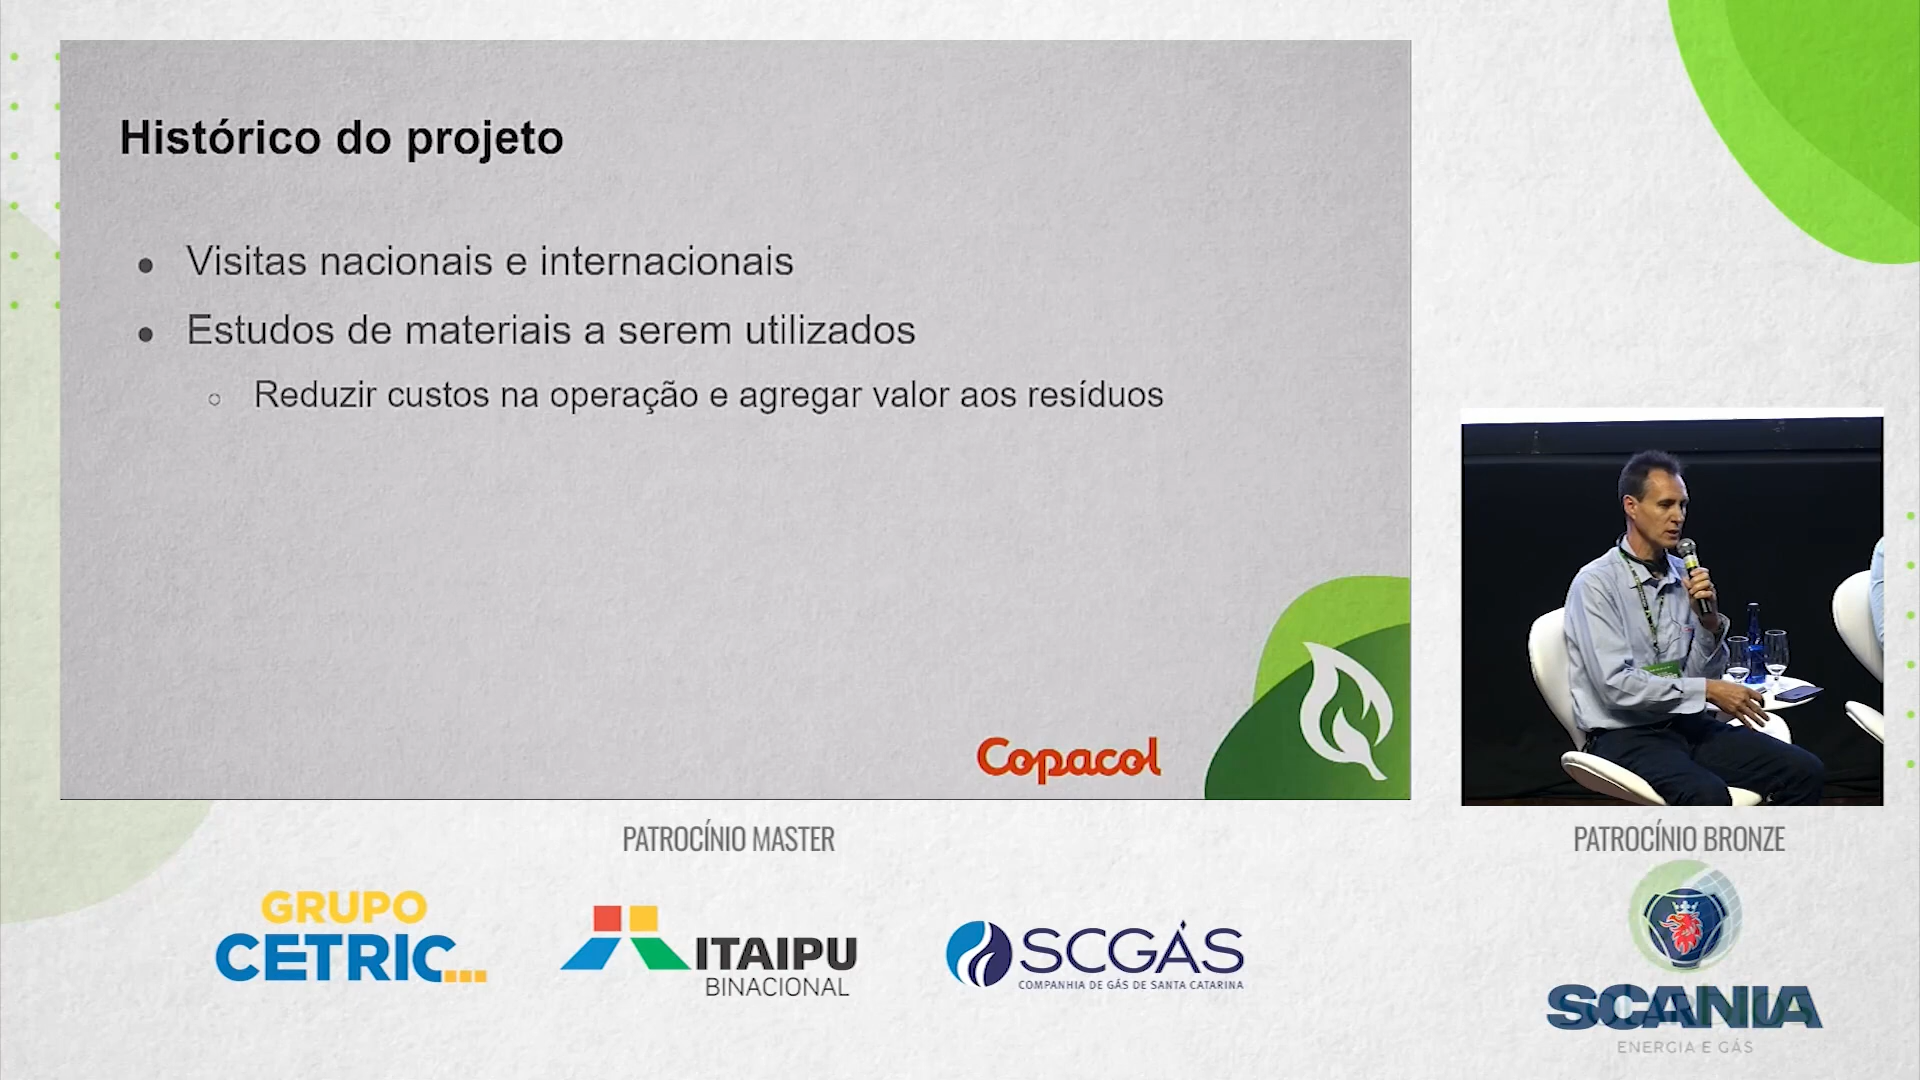 Histórico do projeto
● Visitas nacionais e internacionais
● Estudos de materiais a serem utilizados
○ Reduzir custos na operação e agregar valor aos resíduos
Copacol
PATROCÍNIO MASTER
PATROCÍNIO BRONZE
GRUPO
CETRIC...
ITAIPU
BINACIONAL
SCGÁS
COMPANHIA DE GÁS DE SANTA CATARINA
SCANIA
ENERGIA E GÁS